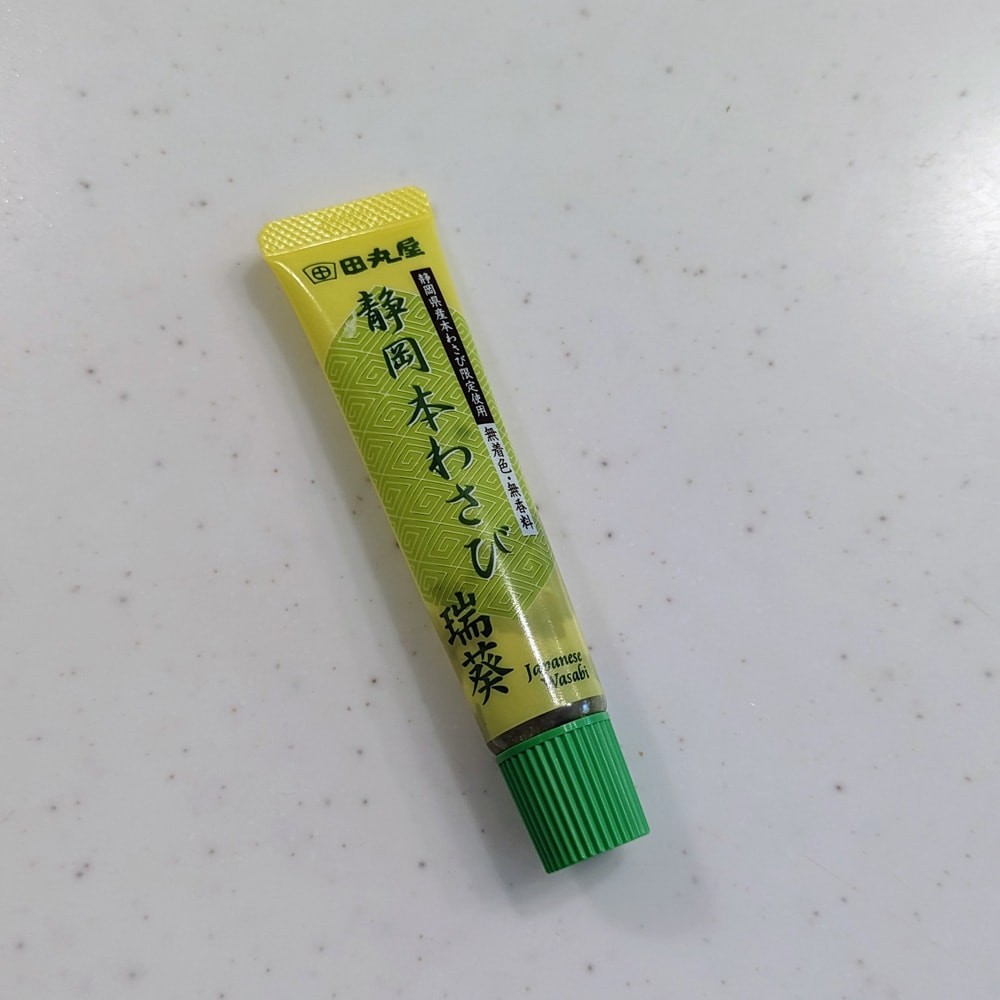 田丸屋
静岡県産本わさび限定使用
無着色・無香料
静岡本わさび
瑞葵
Japanese
Wasabi